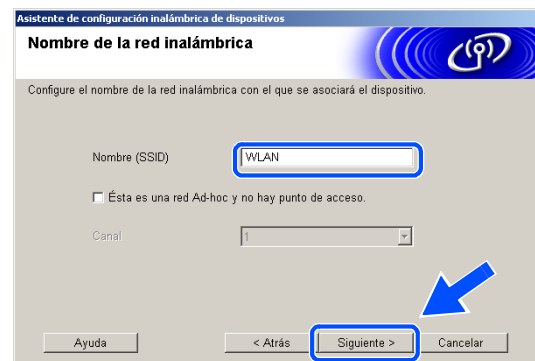 Asistente de configuración inalámbrica de dispositivos
Nombre de la red inalámbrica
Configure el nombre de la red inalámbrica con el que se asociará el dispositivo.
Nombre (SSID) WLAN
Ésta es una red Ad-hoc y no hay punto de acceso.
Canal 1
Ayuda < Atrás Siguiente > Cancelar